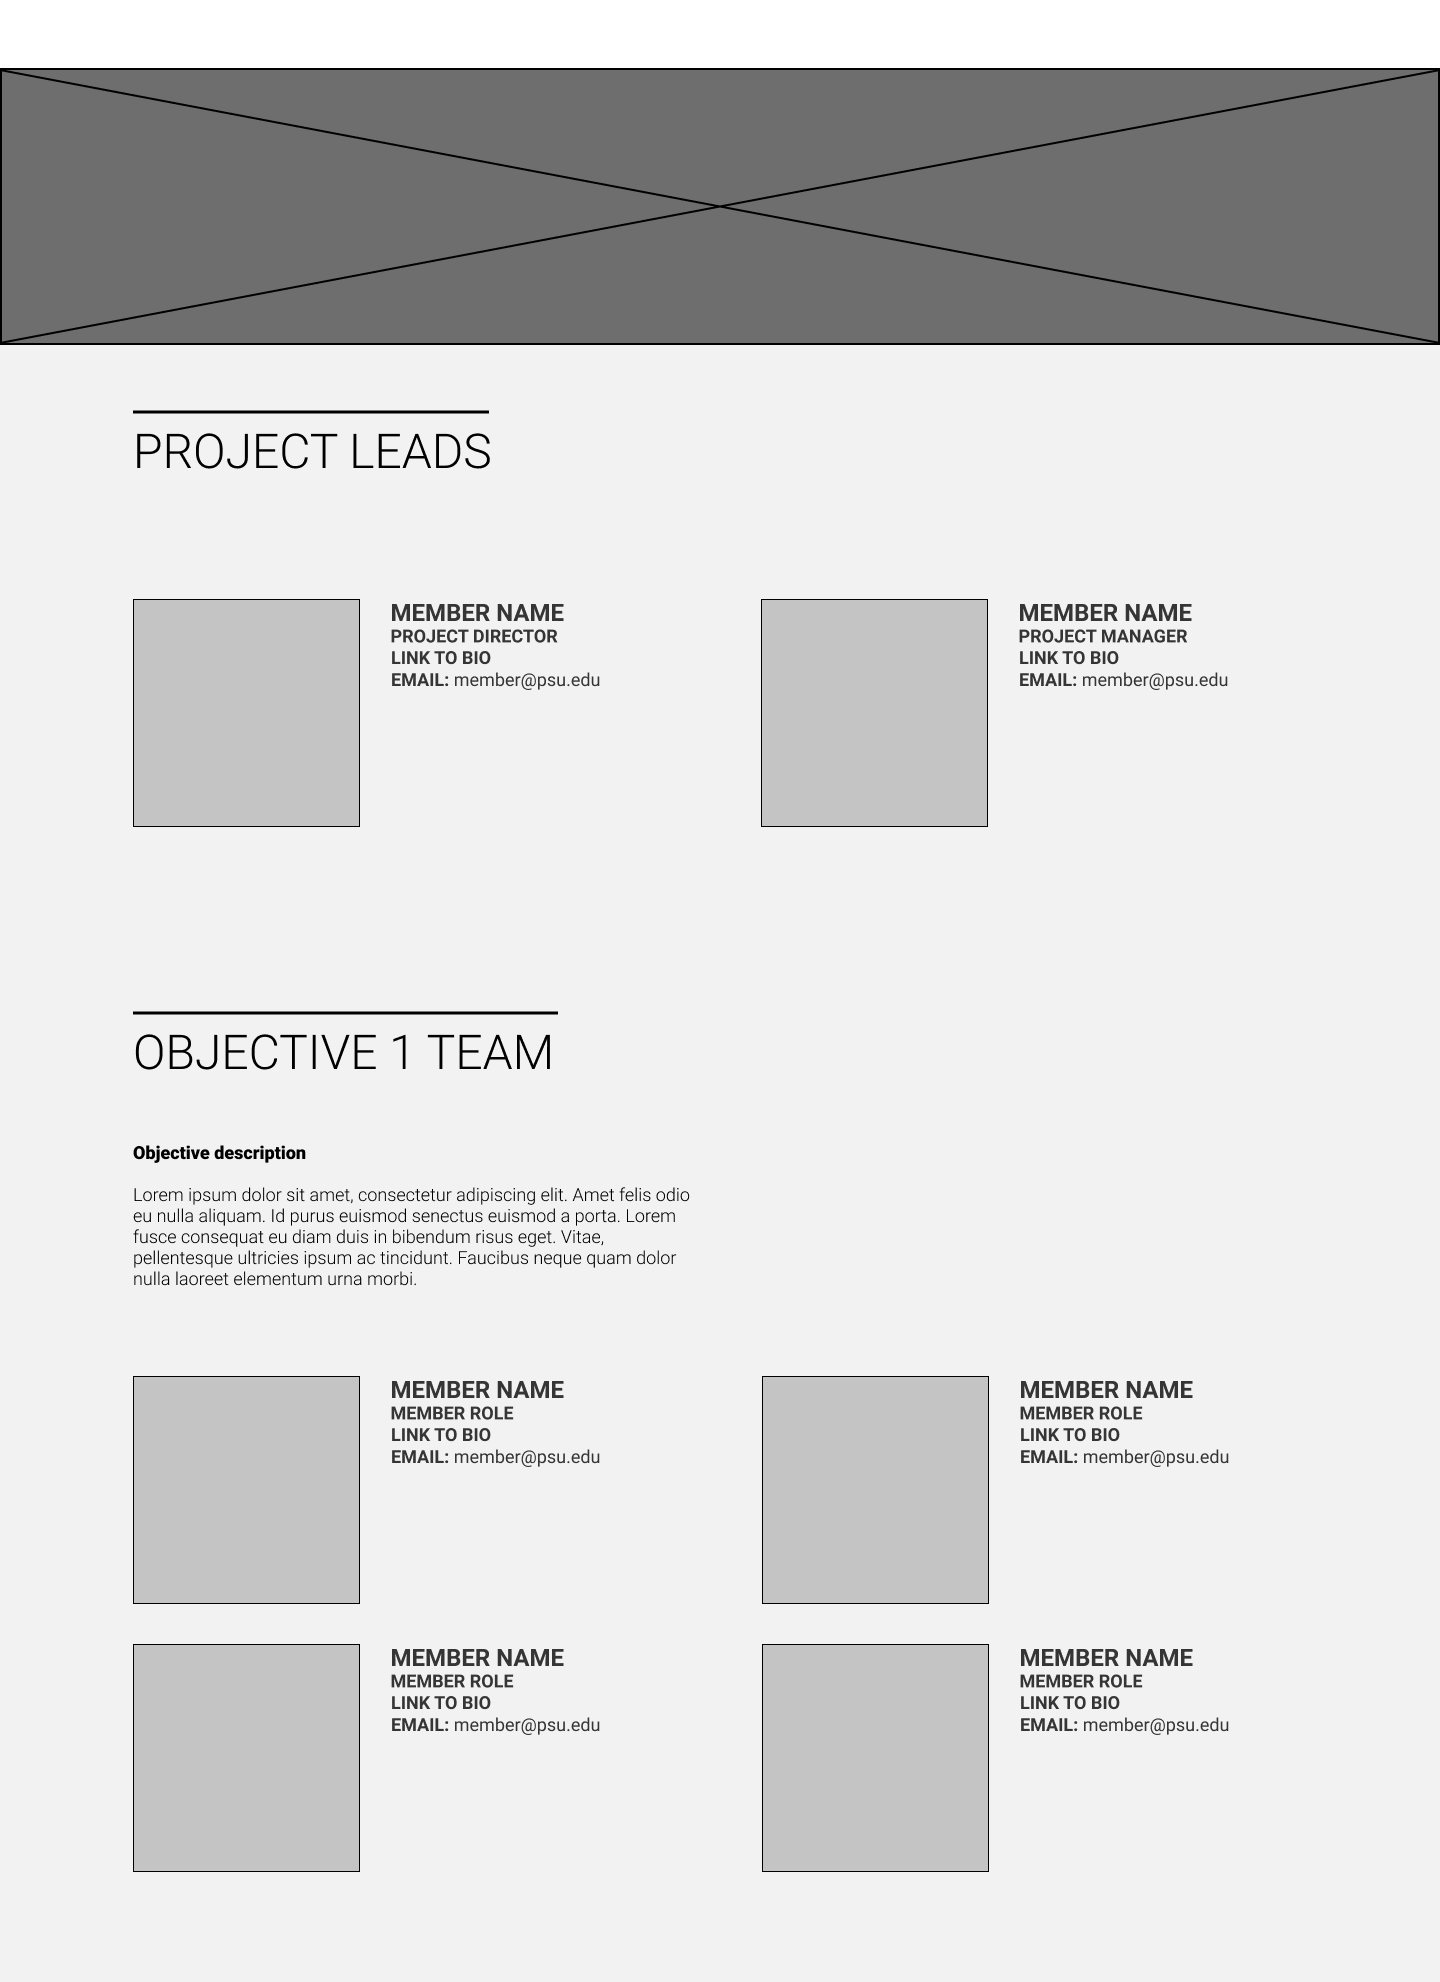 PROJECT LEADS
MEMBER NAME
PROJECT DIRECTOR
LINK TO BIO
EMAIL: member@psu.edu
MEMBER NAME
PROJECT MANAGER
LINK TO BIO
EMAIL: member@psu.edu
OBJECTIVE 1 TEAM
Objective description
Lorem ipsum dolor sit amet, consectetur adipiscing elit. Amet felis odio
eu nulla aliquam. Id purus euismod senectus euismod a porta. Lorem
fusce consequat eu diam duis in bibendum risus eget. Vitae,
pellentesque ultricies ipsum ac tincidunt. Faucibus neque quam dolor
nulla laoreet elementum urna morbi.
MEMBER NAME
MEMBER ROLE
LINK TO BIO
EMAIL: member@psu.edu
MEMBER NAME
MEMBER ROLE
LINK TO BIO
EMAIL: member@psu.edu
MEMBER NAME
MEMBER ROLE
LINK TO BIO
EMAIL: member@psu.edu
MEMBER NAME
MEMBER ROLE
LINK TO BIO
EMAIL: member@psu.edu